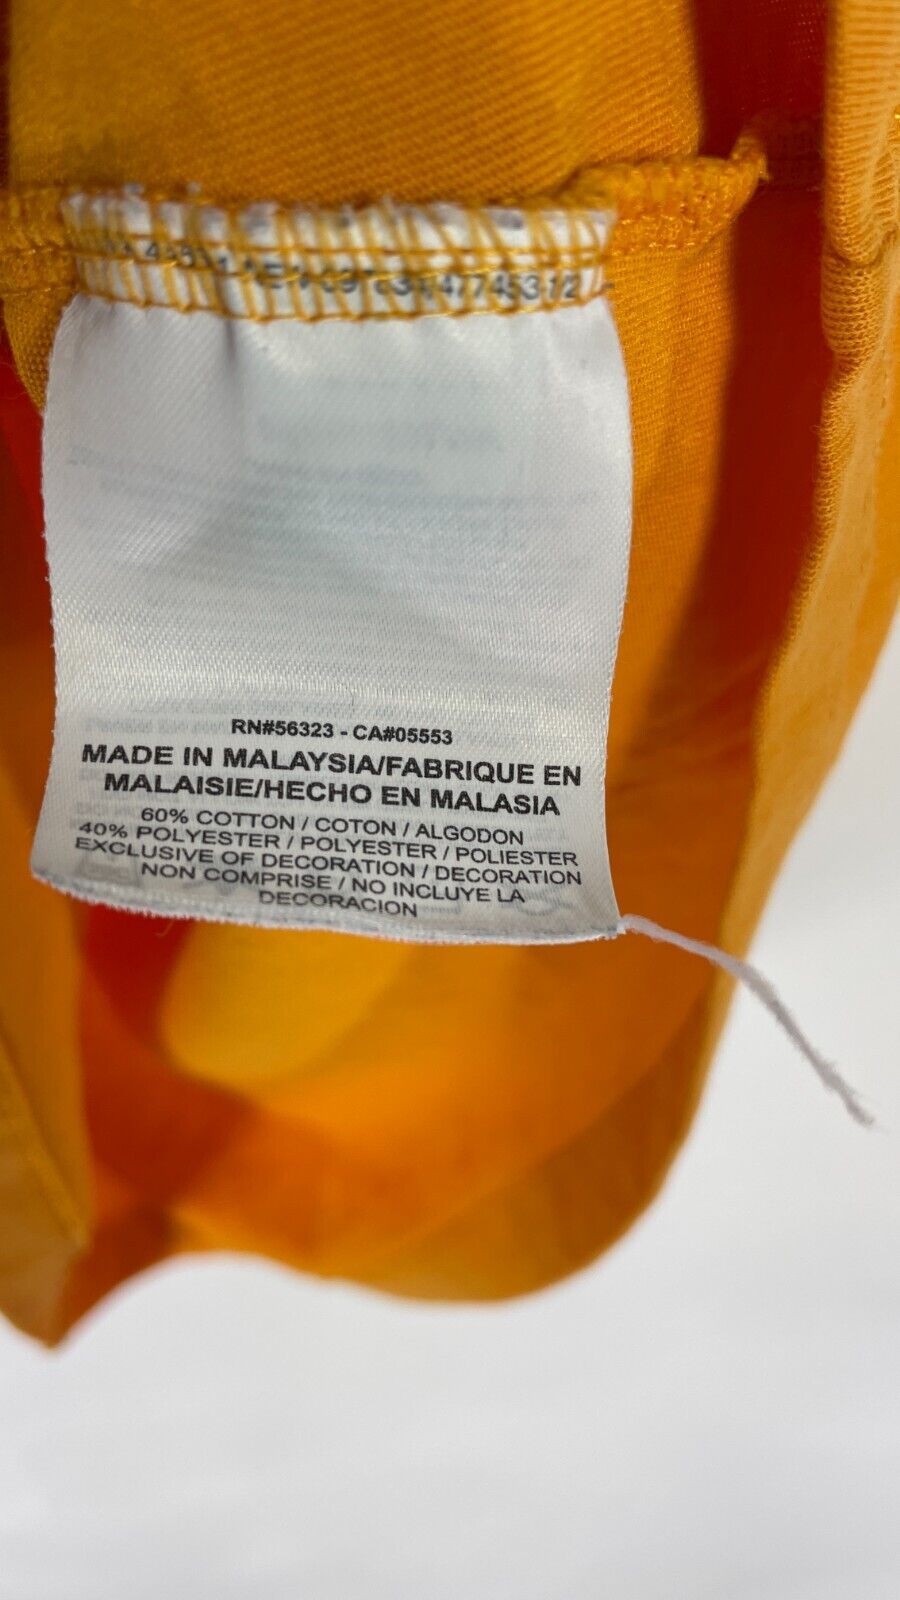 RN#56323 - CA#05553
MADE IN MALAYSIA/FABRIQUE EN
MALAISIE/HECHO EN MALASIA
60% COTTON / COTON / ALGODON
40% POLYESTER / POLYESTER / POLIESTER
EXCLUSIVE OF DECORATION / DECORATION
NON COMPRISE / NO INCLUYE LA
DECORACION